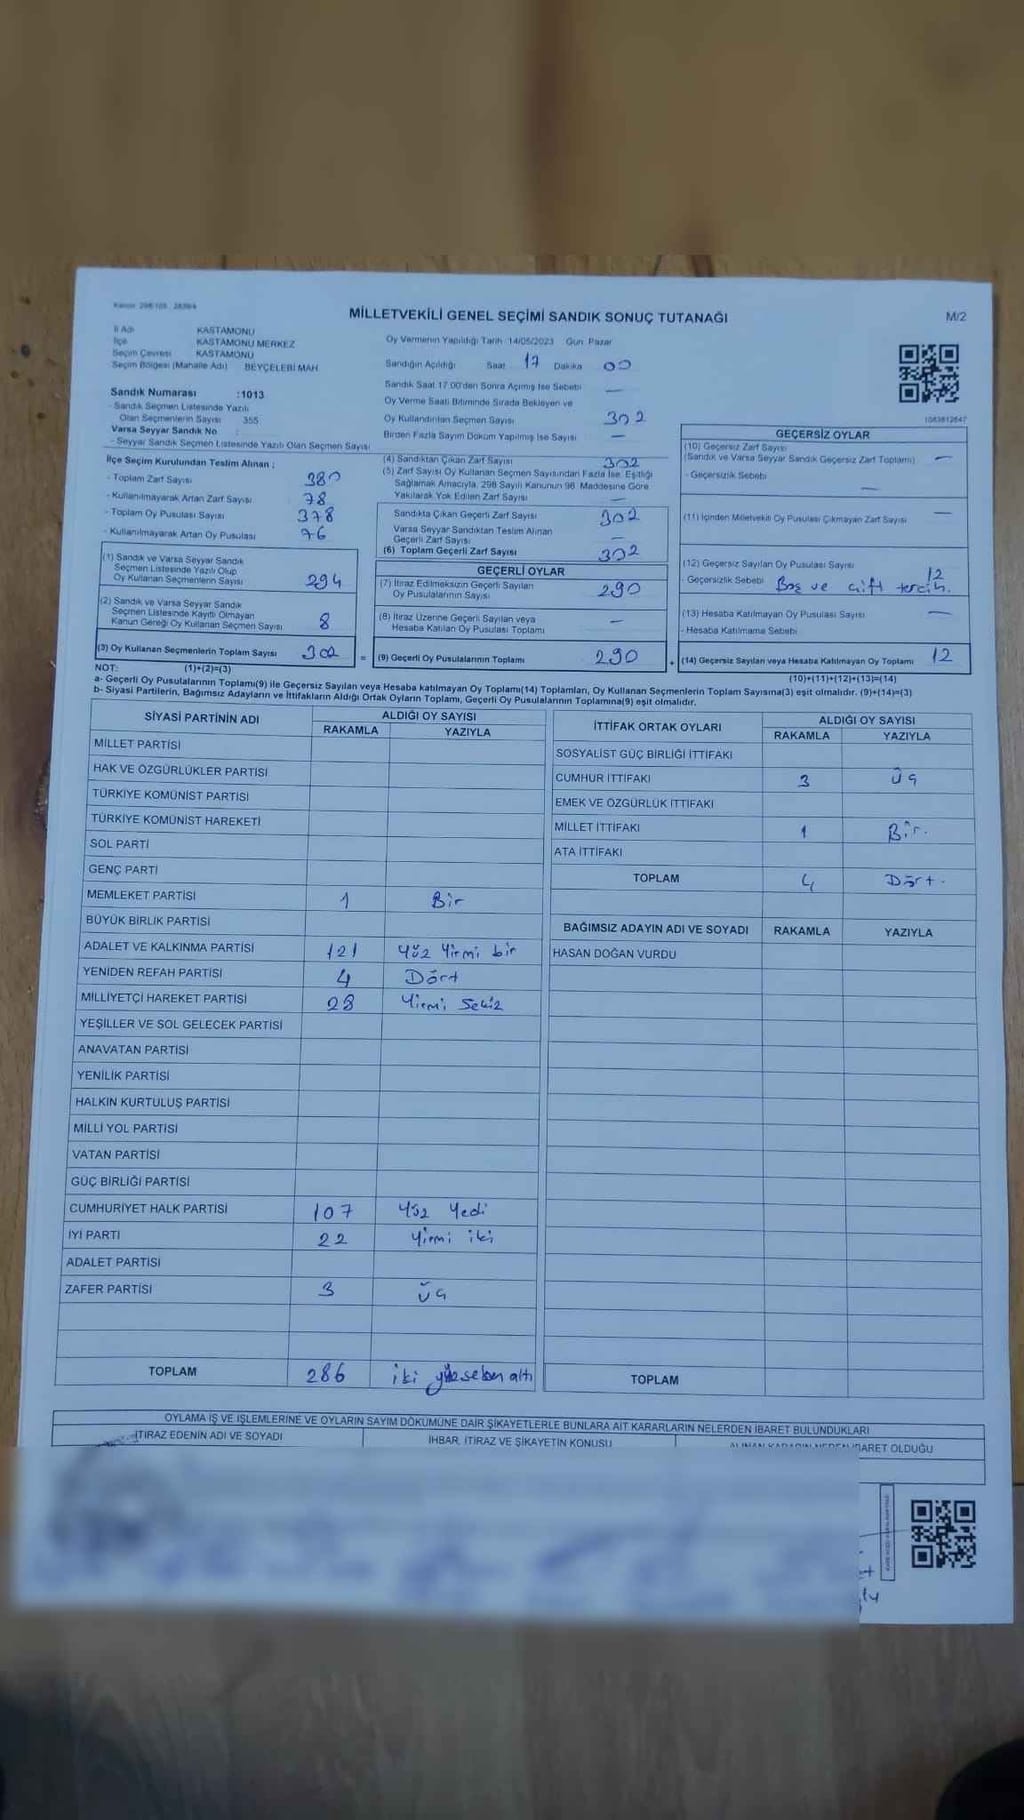 Kanun 298/105, 2839/4
MİLLETVEKİLİ GENEL SEÇİMİ SANDIK SONUÇ TUTANAĞI
M/2
İl Adı KASTAMONU
İlçe KASTAMONU MERKEZ
Seçim Çevresi KASTAMONU
Seçim Bölgesi (Mahalle Adı) BEYÇELEBİ MAH
Oy Vermenin Yapıldığı Tarih 14/05/2023 Gün Pazar
Sandığın Açıldığı Saat 17 Dakika 00
Sandık Saat 17:00'den Sonra Açılmış İse Sebebi —
Oy Verme Saati Bitiminde Sırada Bekleyen ve
Oy Kullandırılan Seçmen Sayısı 302
Birden Fazla Sayım Döküm Yapılmış İse Sayısı —
Sandık Numarası :1013
- Sandık Seçmen Listesinde Yazılı
Olan Seçmenlerin Sayısı 355
Varsa Seyyar Sandık No :
- Seyyar Sandık Seçmen Listesinde Yazılı Olan Seçmen Sayısı
İlçe Seçim Kurulundan Teslim Alınan ;
- Toplam Zarf Sayısı 380
- Kullanılmayarak Artan Zarf Sayısı 78
- Toplam Oy Pusulası Sayısı 378
- Kullanılmayarak Artan Oy Pusulası 76
(1) Sandık ve Varsa Seyyar Sandık
Seçmen Listesinde Yazılı Olup
Oy Kullanan Seçmenlerin Sayısı 294
(2) Sandık ve Varsa Seyyar Sandık
Seçmen Listesinde Kayıtlı Olmayan
Kanun Gereği Oy Kullanan Seçmen Sayısı 8
(3) Oy Kullanan Seçmenlerin Toplam Sayısı 302
(4) Sandıktan Çıkan Zarf Sayısı 302
(5) Zarf Sayısı Oy Kullanan Seçmen Sayısından Fazla İse, Eşitliği
Sağlamak Amacıyla, 298 Sayılı Kanunun 98. Maddesine Göre
Yakılarak Yok Edilen Zarf Sayısı —
Sandıkta Çıkan Geçerli Zarf Sayısı 302
Varsa Seyyar Sandıktan Teslim Alınan
Geçerli Zarf Sayısı —
(6) Toplam Geçerli Zarf Sayısı 302
GEÇERLİ OYLAR
(7) İtiraz Edilmeksizin Geçerli Sayılan
Oy Pusulalarının Sayısı 290
(8) İtiraz Üzerine Geçerli Sayılan veya
Hesaba Katılan Oy Pusulası Toplamı —
= (9) Geçerli Oy Pusulalarının Toplamı 290
1083812647
GEÇERSİZ OYLAR
(10) Geçersiz Zarf Sayısı
(Sandık ve Varsa Seyyar Sandık Geçersiz Zarf Toplamı) —
- Geçersizlik Sebebi —
(11) İçinden Milletvekili Oy Pusulası Çıkmayan Zarf Sayısı —
(12) Geçersiz Sayılan Oy Pusulası Sayısı 12
- Geçersizlik Sebebi Boş ve çift tercih.
(13) Hesaba Katılmayan Oy Pusulası Sayısı —
- Hesaba Katılmama Sebebi
+ (14) Geçersiz Sayılan veya Hesaba Katılmayan Oy Toplamı 12
NOT: (1)+(2)=(3)
(10)+(11)+(12)+(13)=(14)
a- Geçerli Oy Pusulalarının Toplamı(9) ile Geçersiz Sayılan veya Hesaba katılmayan Oy Toplamı(14) Toplamları, Oy Kullanan Seçmenlerin Toplam Sayısına(3) eşit olmalıdır. (9)+(14)=(3)
b- Siyasi Partilerin, Bağımsız Adayların ve İttifakların Aldığı Ortak Oyların Toplamı, Geçerli Oy Pusulalarının Toplamına(9) eşit olmalıdır.
SİYASİ PARTİNİN ADI ALDIĞI OY SAYISI
RAKAMLA YAZIYLA
MİLLET PARTİSİ
HAK VE ÖZGÜRLÜKLER PARTİSİ
TÜRKİYE KOMÜNİST PARTİSİ
TÜRKİYE KOMÜNİST HAREKETİ
SOL PARTİ
GENÇ PARTİ
MEMLEKET PARTİSİ 1 Bir
BÜYÜK BİRLİK PARTİSİ
ADALET VE KALKINMA PARTİSİ 121 Yüz Yirmi bir
YENİDEN REFAH PARTİSİ 4 Dört
MİLLİYETÇİ HAREKET PARTİSİ 28 Yirmi Sekiz
YEŞİLLER VE SOL GELECEK PARTİSİ
ANAVATAN PARTİSİ
YENİLİK PARTİSİ
HALKIN KURTULUŞ PARTİSİ
MİLLİ YOL PARTİSİ
VATAN PARTİSİ
GÜÇ BİRLİĞİ PARTİSİ
CUMHURİYET HALK PARTİSİ 107 Yüz Yedi
İYİ PARTİ 22 Yirmi iki
ADALET PARTİSİ
ZAFER PARTİSİ 3 üç
TOPLAM 286 iki yüzseksen altı
İTTİFAK ORTAK OYLARI ALDIĞI OY SAYISI
RAKAMLA YAZIYLA
SOSYALİST GÜÇ BİRLİĞİ İTTİFAKI
CUMHUR İTTİFAKI 3 üç
EMEK VE ÖZGÜRLÜK İTTİFAKI
MİLLET İTTİFAKI 1 Bir.
ATA İTTİFAKI
TOPLAM 4 Dört.
BAĞIMSIZ ADAYIN ADI VE SOYADI RAKAMLA YAZIYLA
HASAN DOĞAN VURDU
TOPLAM
OYLAMA İŞ VE İŞLEMLERİNE VE OYLARIN SAYIM DÖKÜMÜNE DAİR ŞİKAYETLERLE BUNLARA AİT KARARLARIN NELERDEN İBARET BULUNDUKLARI
İTİRAZ EDENİN ADI VE SOYADI İHBAR, İTİRAZ VE ŞİKAYETİN KONUSU ALINAN KARARIN NEDEN İBARET OLDUĞU